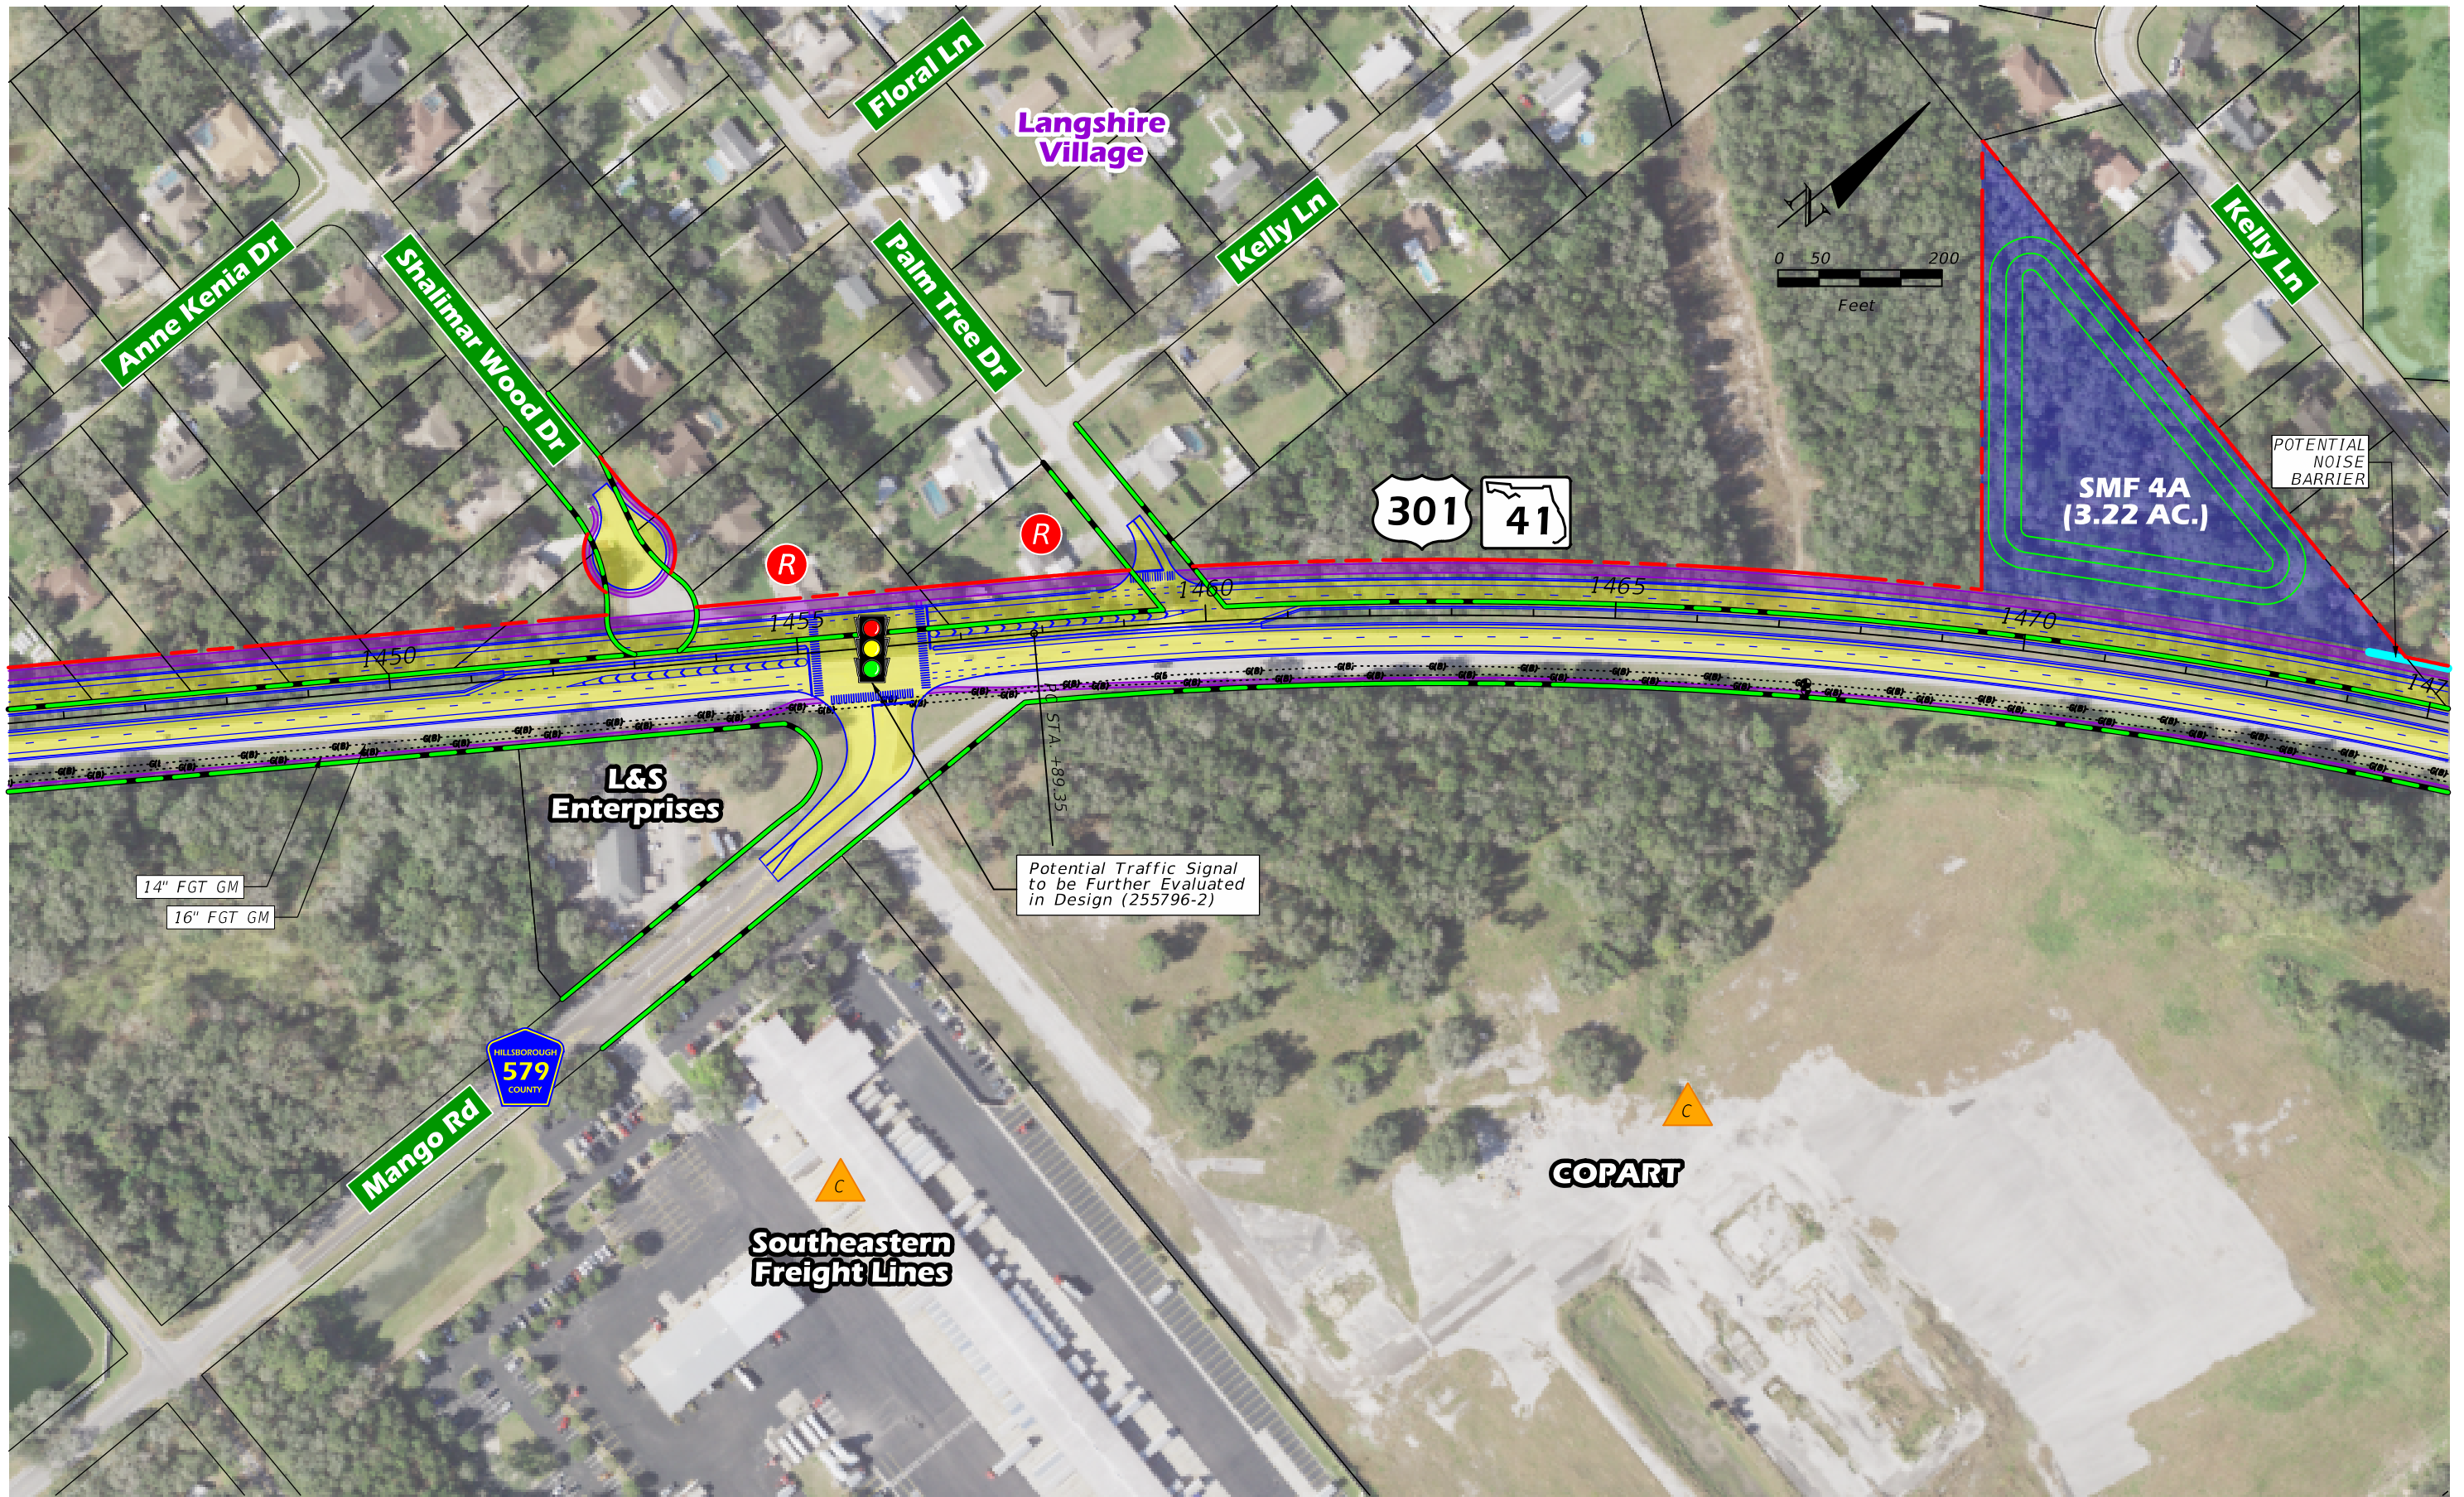 Floral Ln
Langshire
Village
Anne Kenia Dr
Shalimar Wood Dr
Palm Tree Dr
Kelly Ln
Kelly Ln
N
0 50 200
Feet
301
41
POTENTIAL
NOISE
BARRIER
SMF 4A
(3.22 AC.)
R
R
1450
1455
1460
1465
1470
G(B)
STA. +89.35
L&S
Enterprises
14" FGT GM
16" FGT GM
Potential Traffic Signal
to be Further Evaluated
in Design (255796-2)
HILLSBOROUGH
579
COUNTY
Mango Rd
C
Southeastern
Freight Lines
C
COPART